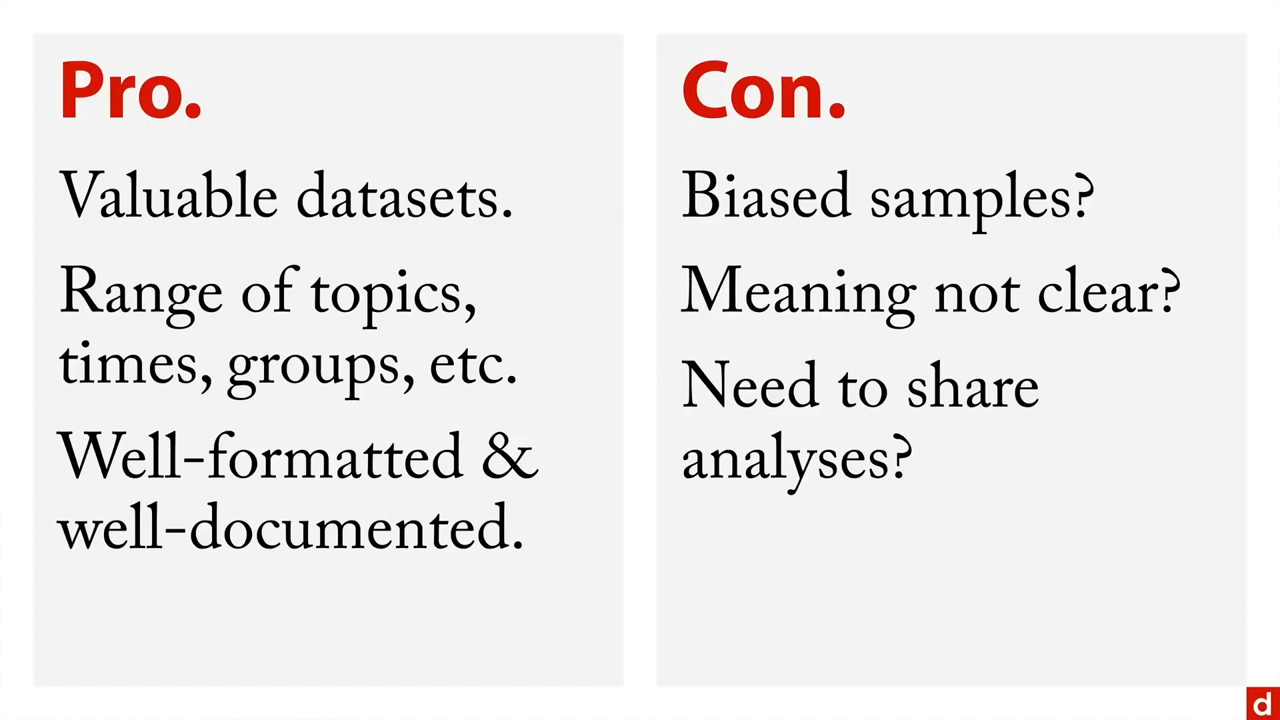 Pro.
Valuable datasets.
Range of topics,
times, groups, etc.
Well-formatted &
well-documented.
Con.
Biased samples?
Meaning not clear?
Need to share
analyses?
d